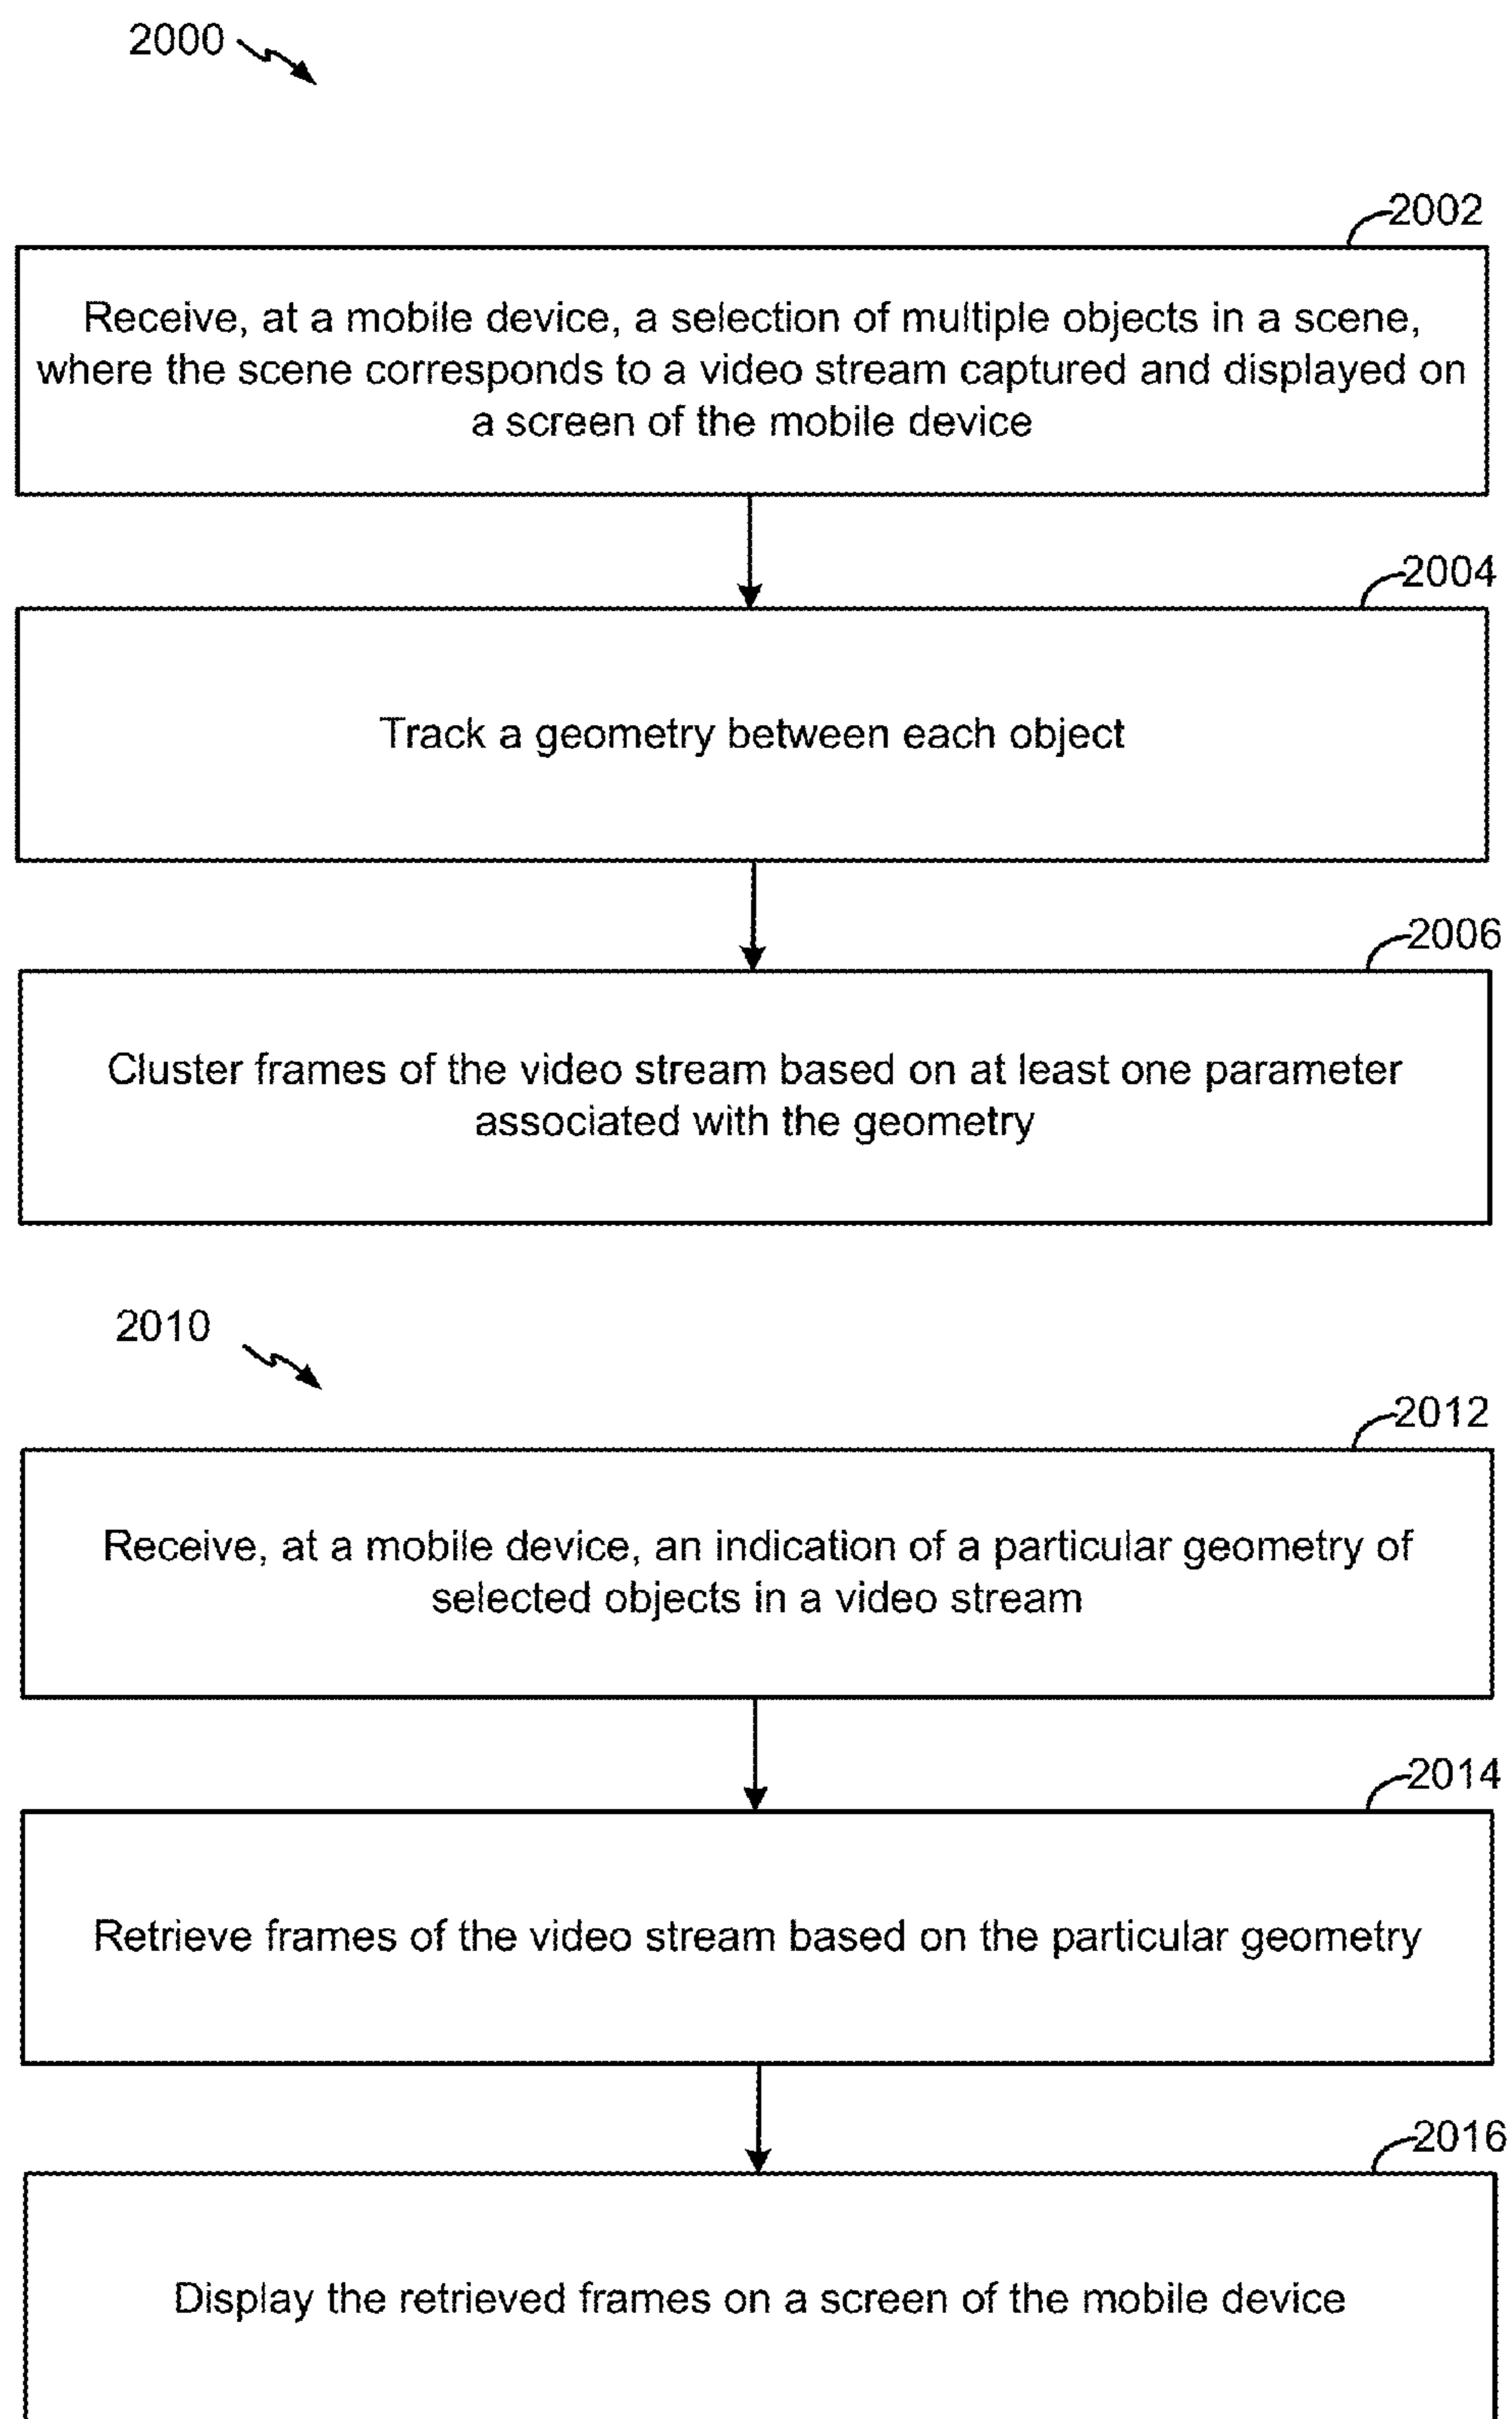 2000
2002
Receive, at a mobile device, a selection of multiple objects in a scene,
where the scene corresponds to a video stream captured and displayed on
a screen of the mobile device
2004
Track a geometry between each object
2006
Cluster frames of the video stream based on at least one parameter
associated with the geometry
2010
2012
Receive, at a mobile device, an indication of a particular geometry of
selected objects in a video stream
2014
Retrieve frames of the video stream based on the particular geometry
2016
Display the retrieved frames on a screen of the mobile device